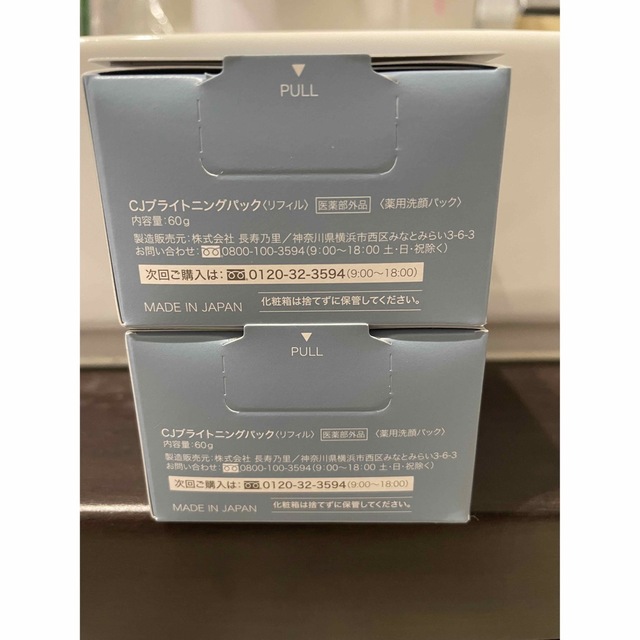 PULL
CJブライトニングパック〈リフィル〉 医薬部外品 〈薬用洗顔パック〉
内容量:60g
製造販売元:株式会社 長寿乃里/神奈川県横浜市西区みなとみらい3-6-3
お問い合わせ:0800-100-3594(9:00〜18:00 土・日・祝除く)
次回ご購入は:0120-32-3594(9:00〜18:00)
MADE IN JAPAN 化粧箱は捨てずに保管してください。
PULL
CJブライトニングパック〈リフィル〉 医薬部外品 〈薬用洗顔パック〉
内容量:60g
製造販売元:株式会社 長寿乃里/神奈川県横浜市西区みなとみらい3-6-3
お問い合わせ:0800-100-3594(9:00〜18:00 土・日・祝除く)
次回ご購入は:0120-32-3594(9:00〜18:00)
MADE IN JAPAN 化粧箱は捨てずに保管してください。